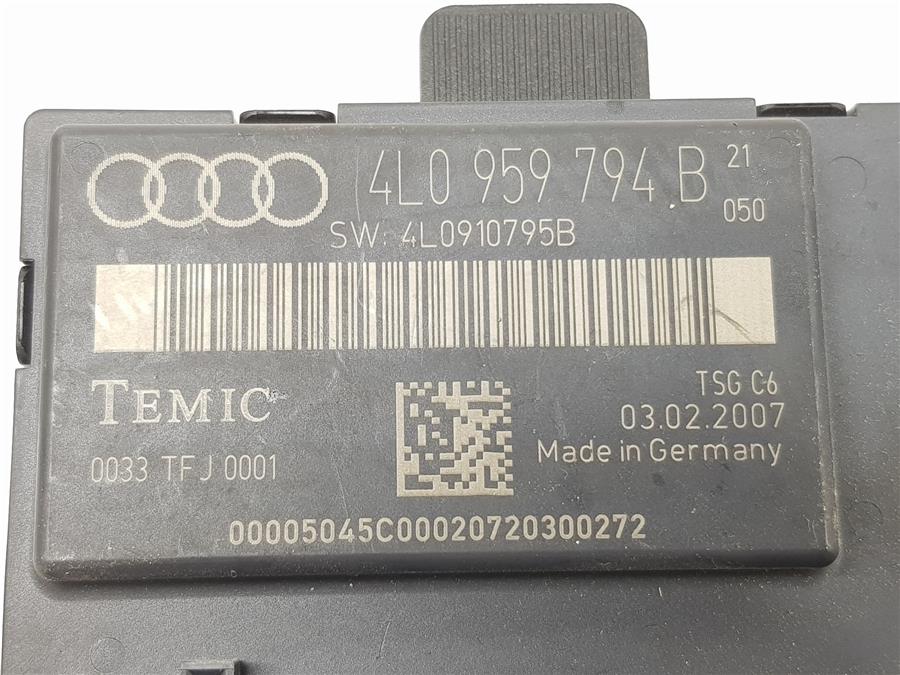 4L0 959 794 B 21
050
SW: 4L0910795B
TEMIC
TSG C6
03.02.2007
Made in Germany
0033 TFJ 0001
00005045C00020720300272